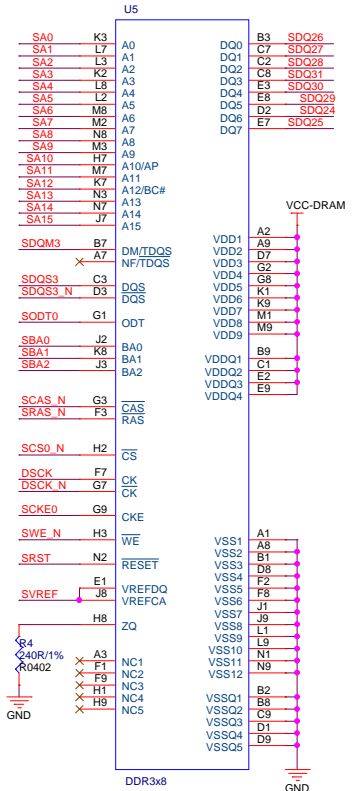 U5
SA0 K3 A0 DQ0 B3 SDQ26
SA1 L7 A1 DQ1 C7 SDQ27
SA2 L3 A2 DQ2 C2 SDQ28
SA3 K2 A3 DQ3 C8 SDQ31
SA4 L8 A4 DQ4 E3 SDQ30
SA5 L2 A5 DQ5 E8 SDQ29
SA6 M8 A6 DQ6 D2 SDQ24
SA7 M2 A7 DQ7 E7 SDQ25
SA8 N8 A8
SA9 M3 A9
SA10 H7 A10/AP
SA11 M7 A11
SA12 K7 A12/BC#
SA13 N3 A13
SA14 N7 A14
SA15 J7 A15
VCC-DRAM
SDQM3 B7 DM/TDQS
A7 NF/TDQS
SDQS3 C3 DQS
SDQS3_N D3 DQS
SODT0 G1 ODT
SBA0 J2 BA0
SBA1 K8 BA1
SBA2 J3 BA2
VDD1 A2
VDD2 A9
VDD3 D7
VDD4 G2
VDD5 G8
VDD6 K1
VDD7 K9
VDD8 M1
VDD9 M9
VDDQ1 B9
VDDQ2 C1
VDDQ3 E2
VDDQ4 E9
SCAS_N G3 CAS
SRAS_N F3 RAS
SCS0_N H2 CS
DSCK F7 CK
DSCK_N G7 CK
SCKE0 G9 CKE
SWE_N H3 WE
SRST N2 RESET
E1 VREFDQ
SVREF J8 VREFCA
H8 ZQ
R4
240R/1%
R0402
GND
A3 NC1
F1 NC2
F9 NC3
H1 NC4
H9 NC5
VSS1 A1
VSS2 A8
VSS3 B1
VSS4 D8
VSS5 F2
VSS6 F8
VSS7 J1
VSS8 J9
VSS9 L1
VSS10 L9
VSS11 N1
VSS12 N9
VSSQ1 B2
VSSQ2 B8
VSSQ3 C9
VSSQ4 D1
VSSQ5 D9
GND
DDR3x8